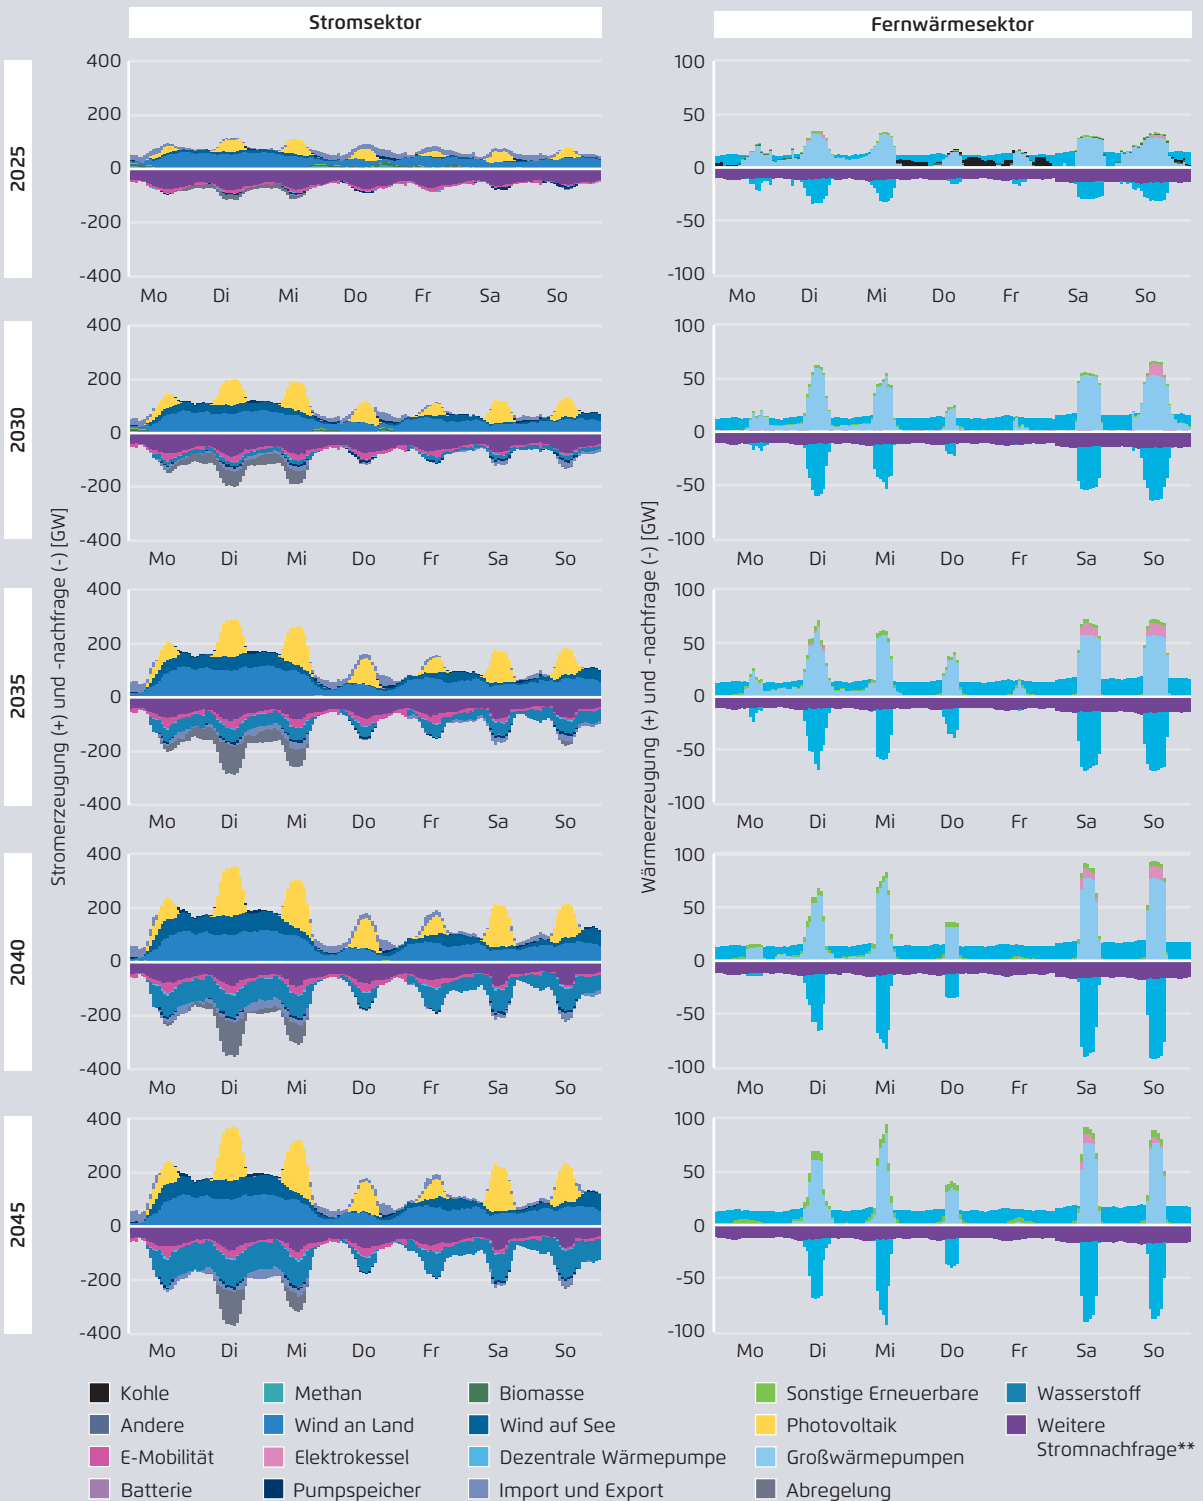 Stromsektor
Fernwärmesektor
Stromerzeugung (+) und -nachfrage (-) [GW]
Wärmeerzeugung (+) und -nachfrage (-) [GW]
2025
400
200
0
-200
-400
Mo Di Mi Do Fr Sa So
100
50
0
-50
-100
Mo Di Mi Do Fr Sa So
2030
400
200
0
-200
-400
Mo Di Mi Do Fr Sa So
100
50
0
-50
-100
Mo Di Mi Do Fr Sa So
2035
400
200
0
-200
-400
Mo Di Mi Do Fr Sa So
100
50
0
-50
-100
Mo Di Mi Do Fr Sa So
2040
400
200
0
-200
-400
Mo Di Mi Do Fr Sa So
100
50
0
-50
-100
Mo Di Mi Do Fr Sa So
2045
400
200
0
-200
-400
Mo Di Mi Do Fr Sa So
100
50
0
-50
-100
Mo Di Mi Do Fr Sa So
Kohle
Andere
E-Mobilität
Batterie
Methan
Wind an Land
Elektrokessel
Pumpspeicher
Biomasse
Wind auf See
Dezentrale Wärmepumpe
Import und Export
Sonstige Erneuerbare
Photovoltaik
Großwärmepumpen
Abregelung
Wasserstoff
Weitere
Stromnachfrage**